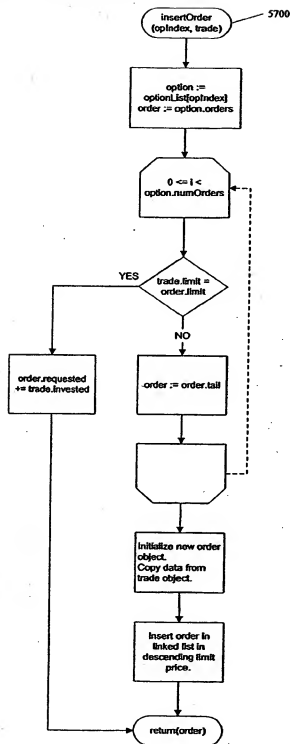 insertOrder
(opIndex, trade)
5700
option :=
optionList[opIndex]
order := option.orders
0 <= i <
option.numOrders
trade.limit =
order.limit
YES
NO
order.requested
+= trade.invested
order := order.tail
Initialize new order
object.
Copy data from
trade object.
Insert order in
linked list in
descending limit
price.
return(order)